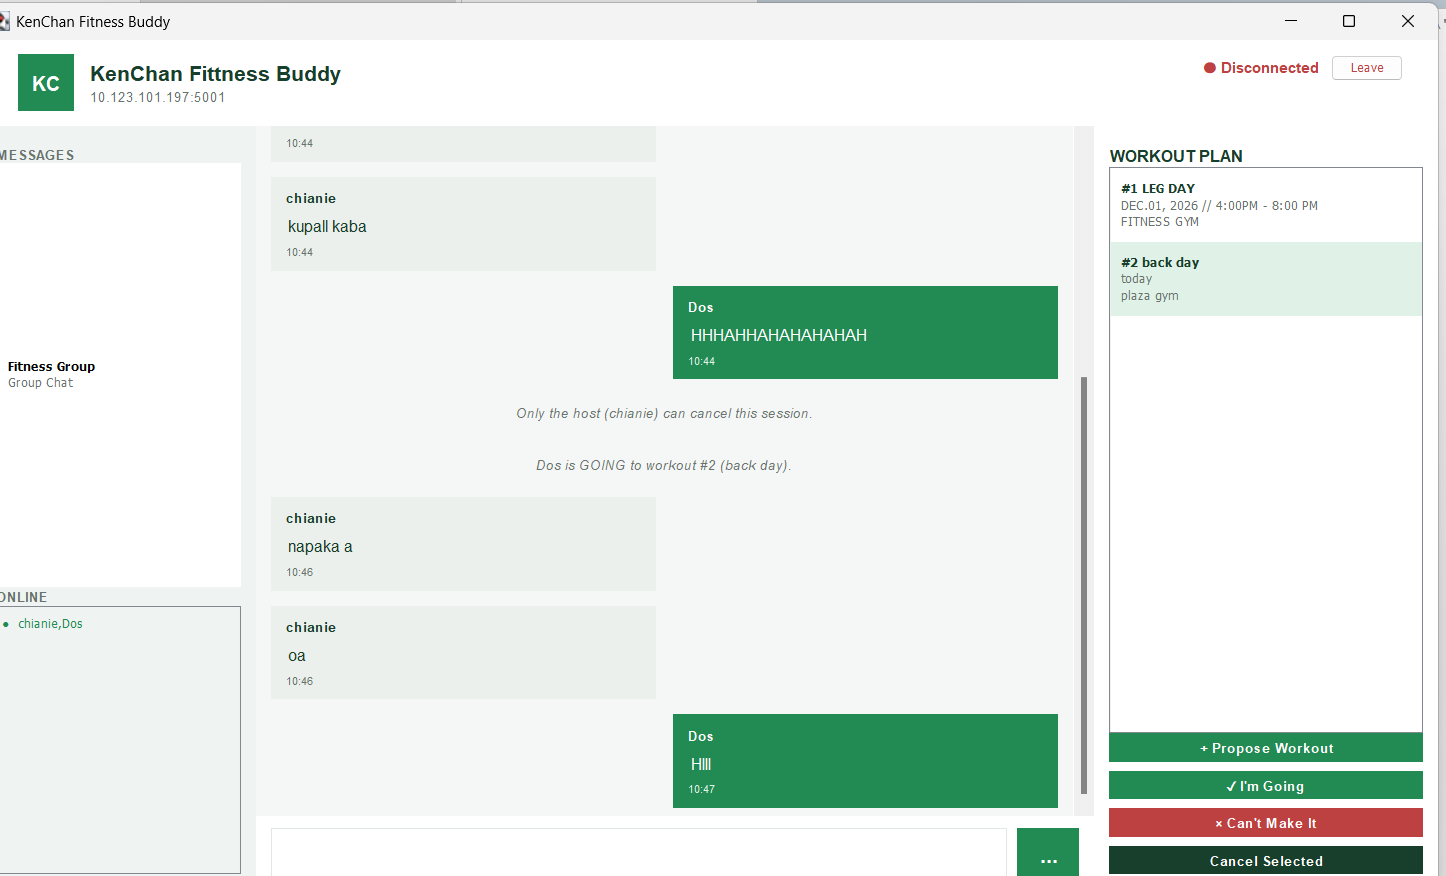 KenChan Fitness Buddy
KC
KenChan Fittness Buddy
10.123.101.197:5001
Disconnected
Leave
MESSAGES
Fitness Group
Group Chat
ONLINE
chianie,Dos
10:44
chianie
kupall kaba
10:44
Dos
HHHAHHAHAHAHAHAH
10:44
Only the host (chianie) can cancel this session.
Dos is GOING to workout #2 (back day).
chianie
napaka a
10:46
chianie
oa
10:46
Dos
10:47
...
WORKOUT PLAN
#1 LEG DAY
DEC.01, 2026 // 4:00PM - 8:00 PM
FITNESS GYM
#2 back day
today
plaza gym
+ Propose Workout
✓ I'm Going
× Can't Make It
Cancel Selected